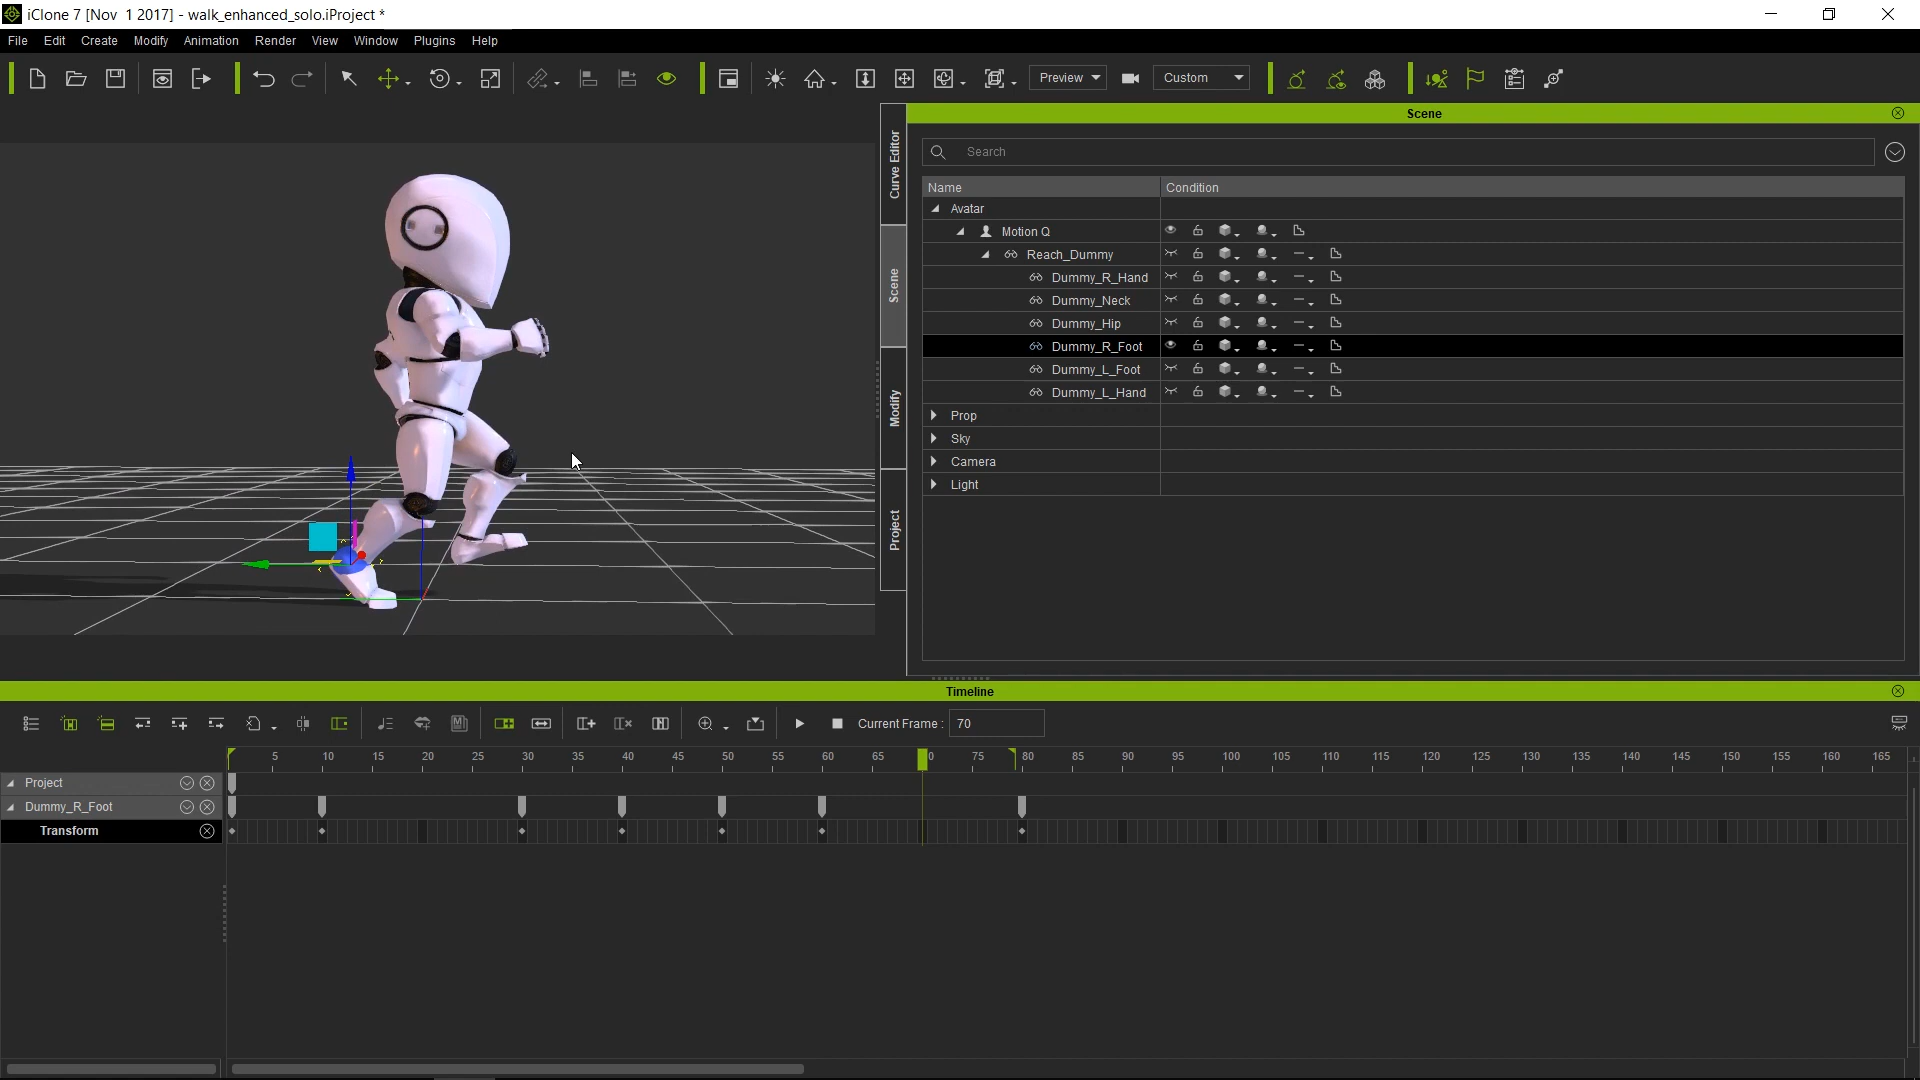 iClone 7 [Nov  1 2017] - walk_enhanced_solo.iProject *
File Edit Create Modify Animation Render View Window Plugins Help
Preview Custom
Scene
Curve Editor
Scene
Modify
Project
Search
Name Condition
Avatar
Motion Q
Reach_Dummy
Dummy_R_Hand
Dummy_Neck
Dummy_Hip
Dummy_R_Foot
Dummy_L_Foot
Dummy_L_Hand
Prop
Sky
Camera
Light
Timeline
Current Frame : 70
5 10 15 20 25 30 35 40 45 50 55 60 65 0 75 80 85 90 95 100 105 110 115 120 125 130 135 140 145 150 155 160 165
Project
Dummy_R_Foot
Transform